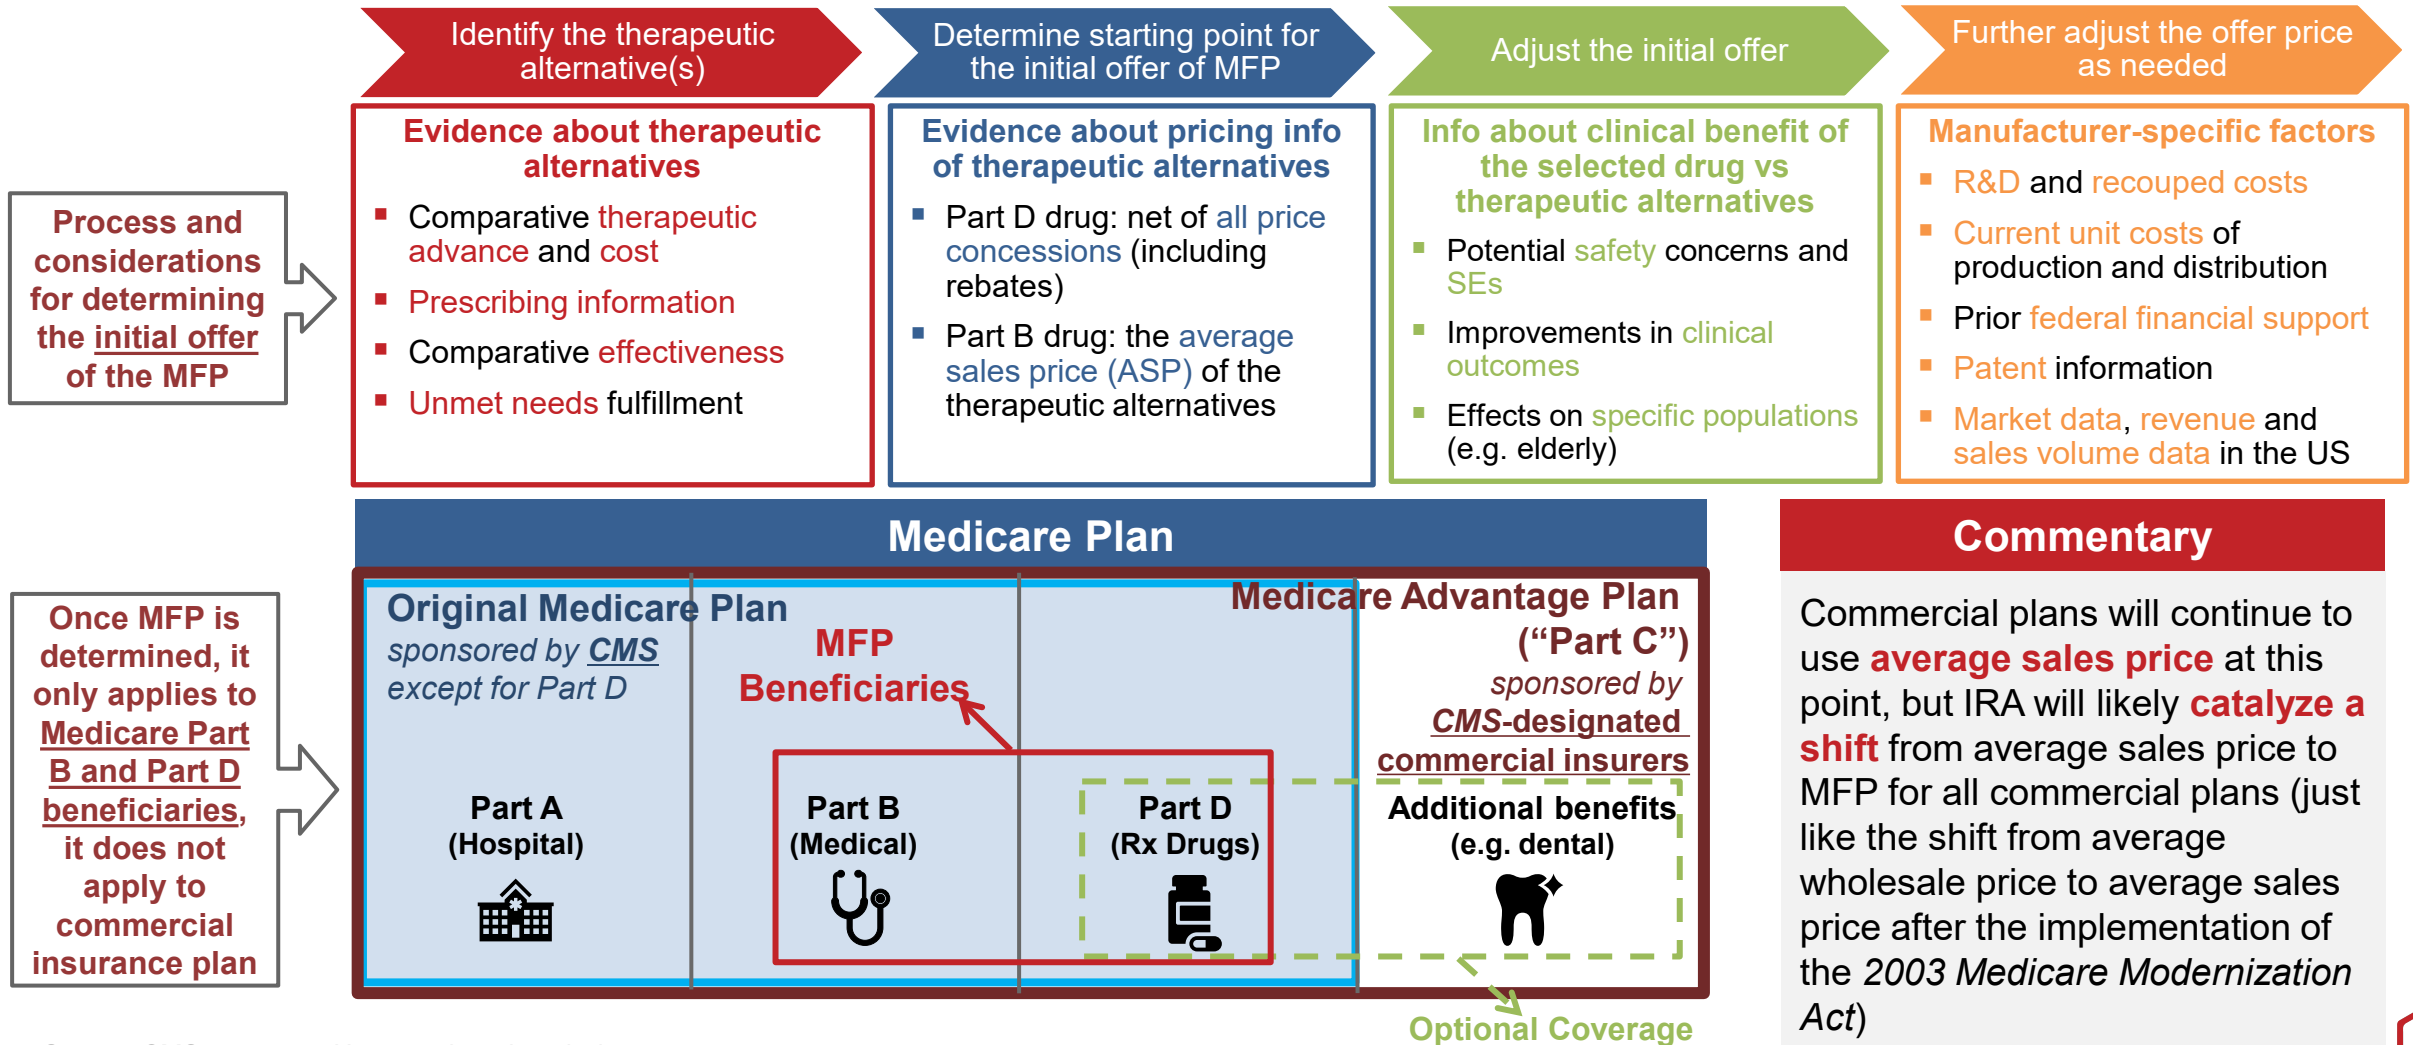 Identify the therapeutic
alternative(s)
Determine starting point for
the initial offer of MFP
Adjust the initial offer
Further adjust the offer price
as needed
Process and
considerations
for determining
the initial offer
of the MFP
Evidence about therapeutic
alternatives
▪ Comparative therapeutic
advance and cost
▪ Prescribing information
▪ Comparative effectiveness
▪ Unmet needs fulfillment
Evidence about pricing info
of therapeutic alternatives
▪ Part D drug: net of all price
concessions (including
rebates)
▪ Part B drug: the average
sales price (ASP) of the
therapeutic alternatives
Info about clinical benefit of
the selected drug vs
therapeutic alternatives
▪ Potential safety concerns and
SEs
▪ Improvements in clinical
outcomes
▪ Effects on specific populations
(e.g. elderly)
Manufacturer-specific factors
▪ R&D and recouped costs
▪ Current unit costs of
production and distribution
▪ Prior federal financial support
▪ Patent information
▪ Market data, revenue and
sales volume data in the US
Once MFP is
determined, it
only applies to
Medicare Part
B and Part D
beneficiaries,
it does not
apply to
commercial
insurance plan
Medicare Plan
Original Medicare Plan
sponsored by CMS
except for Part D
MFP
Beneficiaries
Medicare Advantage Plan
(“Part C”)
sponsored by
CMS-designated
commercial insurers
Part A
(Hospital)
Part B
(Medical)
Part D
(Rx Drugs)
Additional benefits
(e.g. dental)
Optional Coverage
Commentary
Commercial plans will continue to
use average sales price at this
point, but IRA will likely catalyze a
shift from average sales price to
MFP for all commercial plans (just
like the shift from average
wholesale price to average sales
price after the implementation of
the 2003 Medicare Modernization
Act)